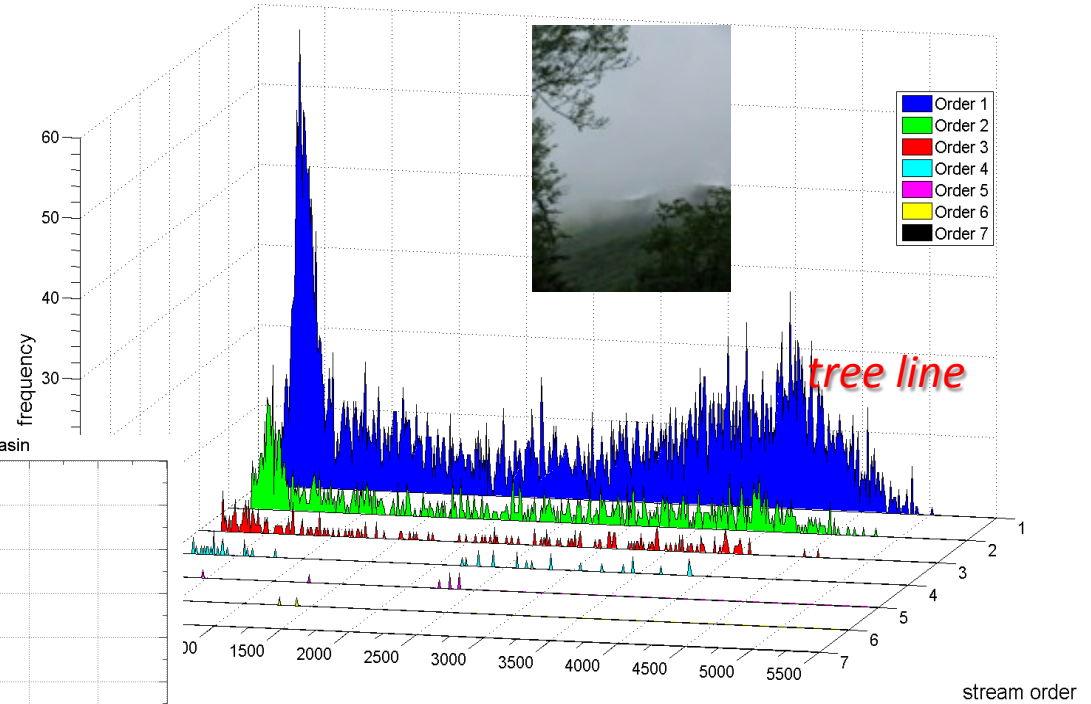 60
50
40
30
frequency
asin
Order 1
Order 2
Order 3
Order 4
Order 5
Order 6
Order 7
tree line
1
2
3
4
5
6
7
00
1500
2000
2500
3000
3500
4000
4500
5000
5500
stream order